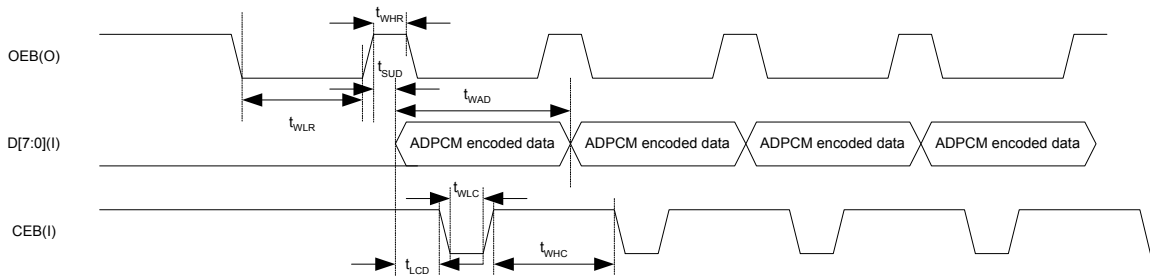 tWHR
OEB(O)
tSUD
tWAD
tWLR
D[7:0](I)
ADPCM encoded data ADPCM encoded data ADPCM encoded data ADPCM encoded data
tWLC
CEB(I)
tWHC
tLCD